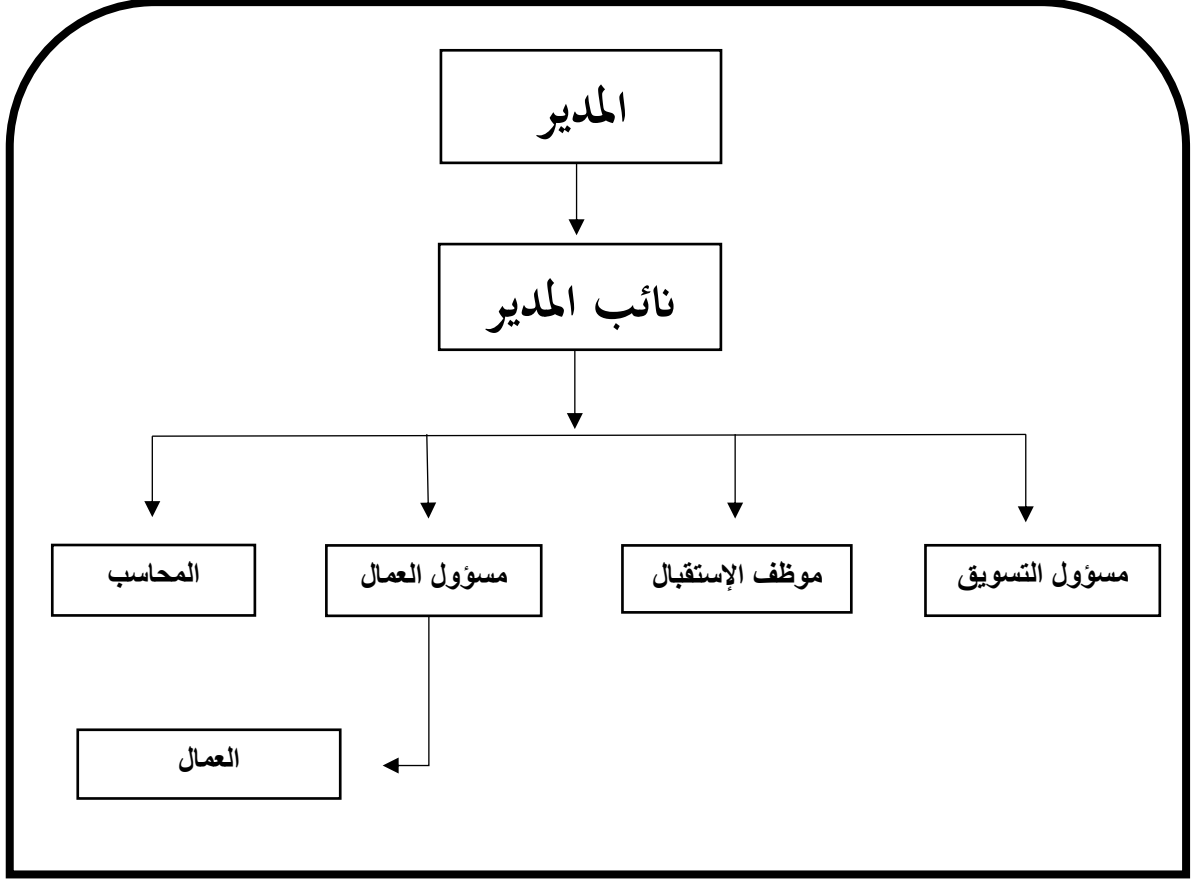 المدير
نائب المدير
مسؤول التسويق
موظف الإستقبال
مسؤول العمال
المحاسب
العمال